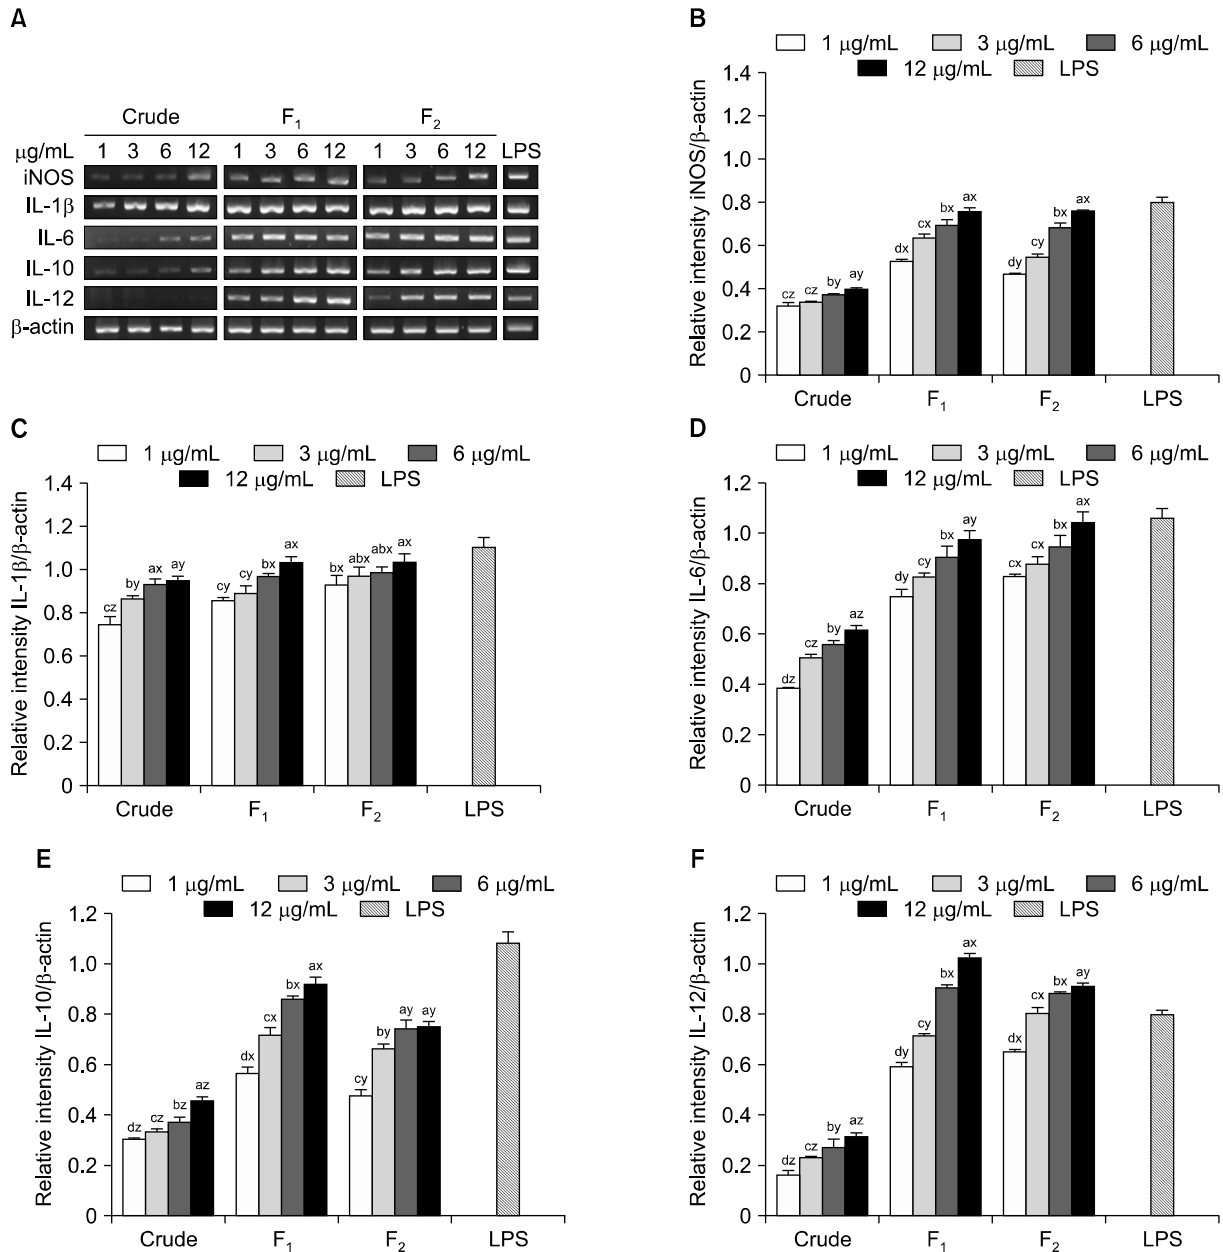 A
Crude F1 F2
μg/mL 1 3 6 12 1 3 6 12 1 3 6 12 LPS
iNOS
IL-1β
IL-6
IL-10
IL-12
β-actin
B
1 μg/mL 3 μg/mL 6 μg/mL
12 μg/mL LPS
Relative intensity iNOS/β-actin
1.4
1.2
1.0
0.8
0.6
0.4
0.2
0
cz cz by ay
dx cx bx ax
dy cy bx ax
Crude F1 F2 LPS
C
1 μg/mL 3 μg/mL 6 μg/mL
12 μg/mL LPS
Relative intensity IL-1β/β-actin
1.4
1.2
1.0
0.8
0.6
0.4
0.2
0
cz by ax ay
cy cy bx ax
bx abx abx ax
Crude F1 F2 LPS
D
1 μg/mL 3 μg/mL 6 μg/mL
12 μg/mL LPS
Relative intensity IL-6/β-actin
1.2
1.0
0.8
0.6
0.4
0.2
0
dz cz by az
dy cy bx ay
cx cx bx ax
Crude F1 F2 LPS
E
1 μg/mL 3 μg/mL 6 μg/mL
12 μg/mL LPS
Relative intensity IL-10/β-actin
1.2
1.0
0.8
0.6
0.4
0.2
0
dz cz bz az
dx cx bx ax
cy by ay ay
Crude F1 F2 LPS
F
1 μg/mL 3 μg/mL 6 μg/mL
12 μg/mL LPS
Relative intensity IL-12/β-actin
1.2
1.0
0.8
0.6
0.4
0.2
0
dz cz by az
dy cy bx ax
dx cx bx ay
Crude F1 F2 LPS